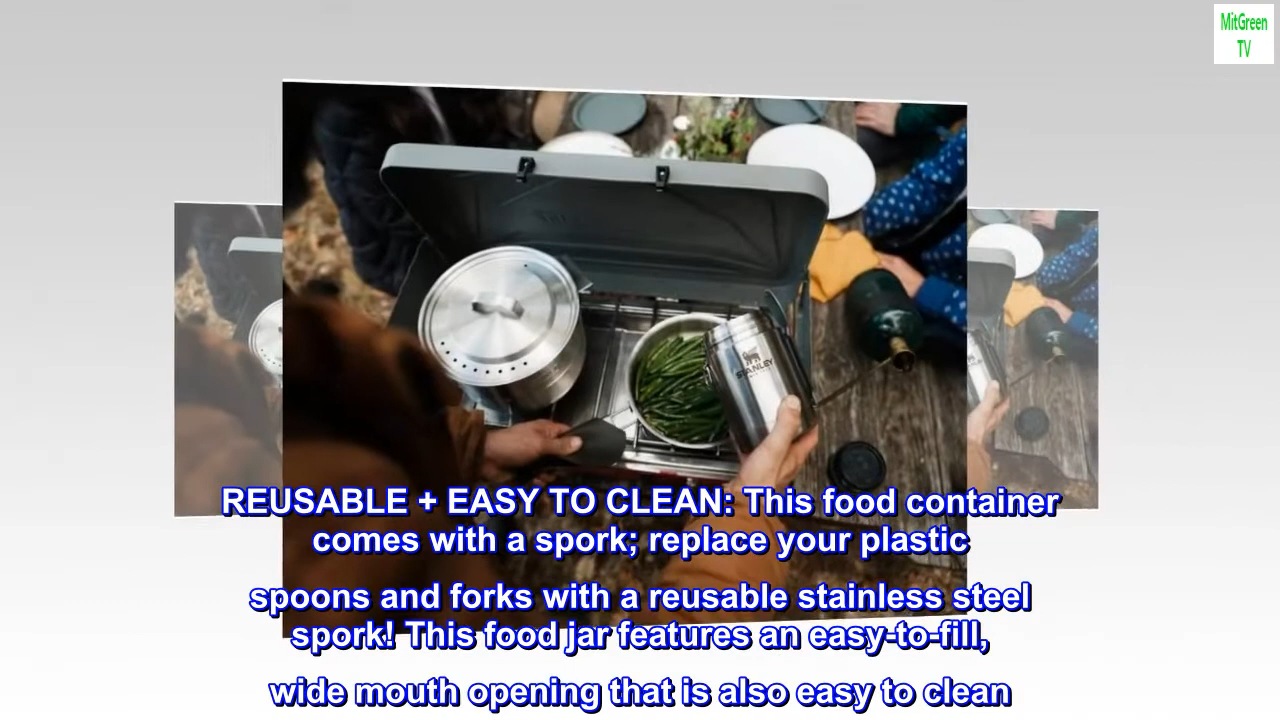 MitGreen
TV
STANLEY
REUSABLE + EASY TO CLEAN: This food container
comes with a spork; replace your plastic
spoons and forks with a reusable stainless steel
spork! This food jar features an easy-to-fill,
wide mouth opening that is also easy to clean